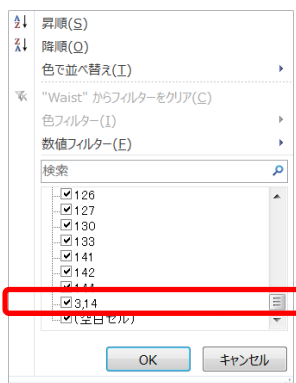 昇順(S)
降順(O)
色で並べ替え(T)
"Waist" からフィルターをクリア(C)
色フィルター(I)
数値フィルター(F)
検索
126
127
130
133
141
142
144
3,14
(空白セル)
OK
キャンセル